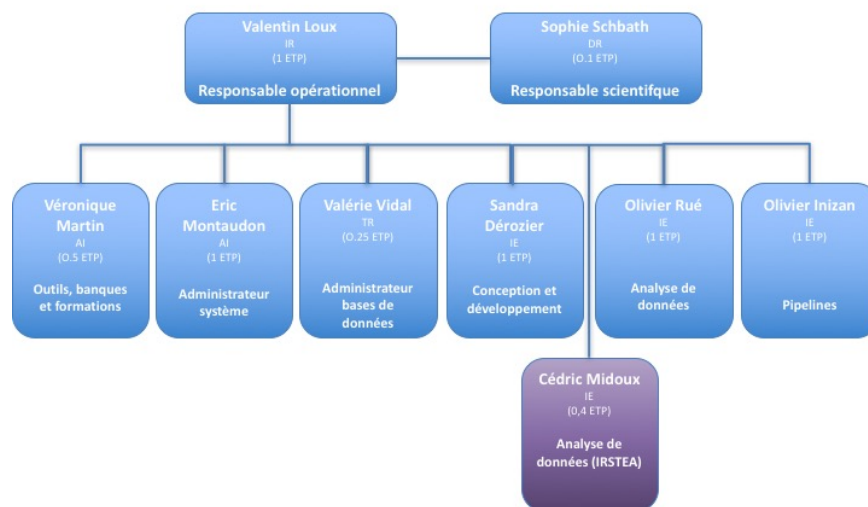 Valentin Loux
IR
(1 ETP)
Responsable opérationnel
Sophie Schbath
DR
(O.1 ETP)
Responsable scientifque
Véronique
Martin
AI
(O.5 ETP)
Outils, banques
et formations
Eric
Montaudon
AI
(1 ETP)
Administrateur
système
Valérie Vidal
TR
(O.25 ETP)
Administrateur
bases de
données
Sandra
Dérozier
IE
(1 ETP)
Conception et
développement
Olivier Rué
IE
(1 ETP)
Analyse de
données
Olivier Inizan
IE
(1 ETP)
Pipelines
Cédric Midoux
IE
(0,4 ETP)
Analyse de
données (IRSTEA)